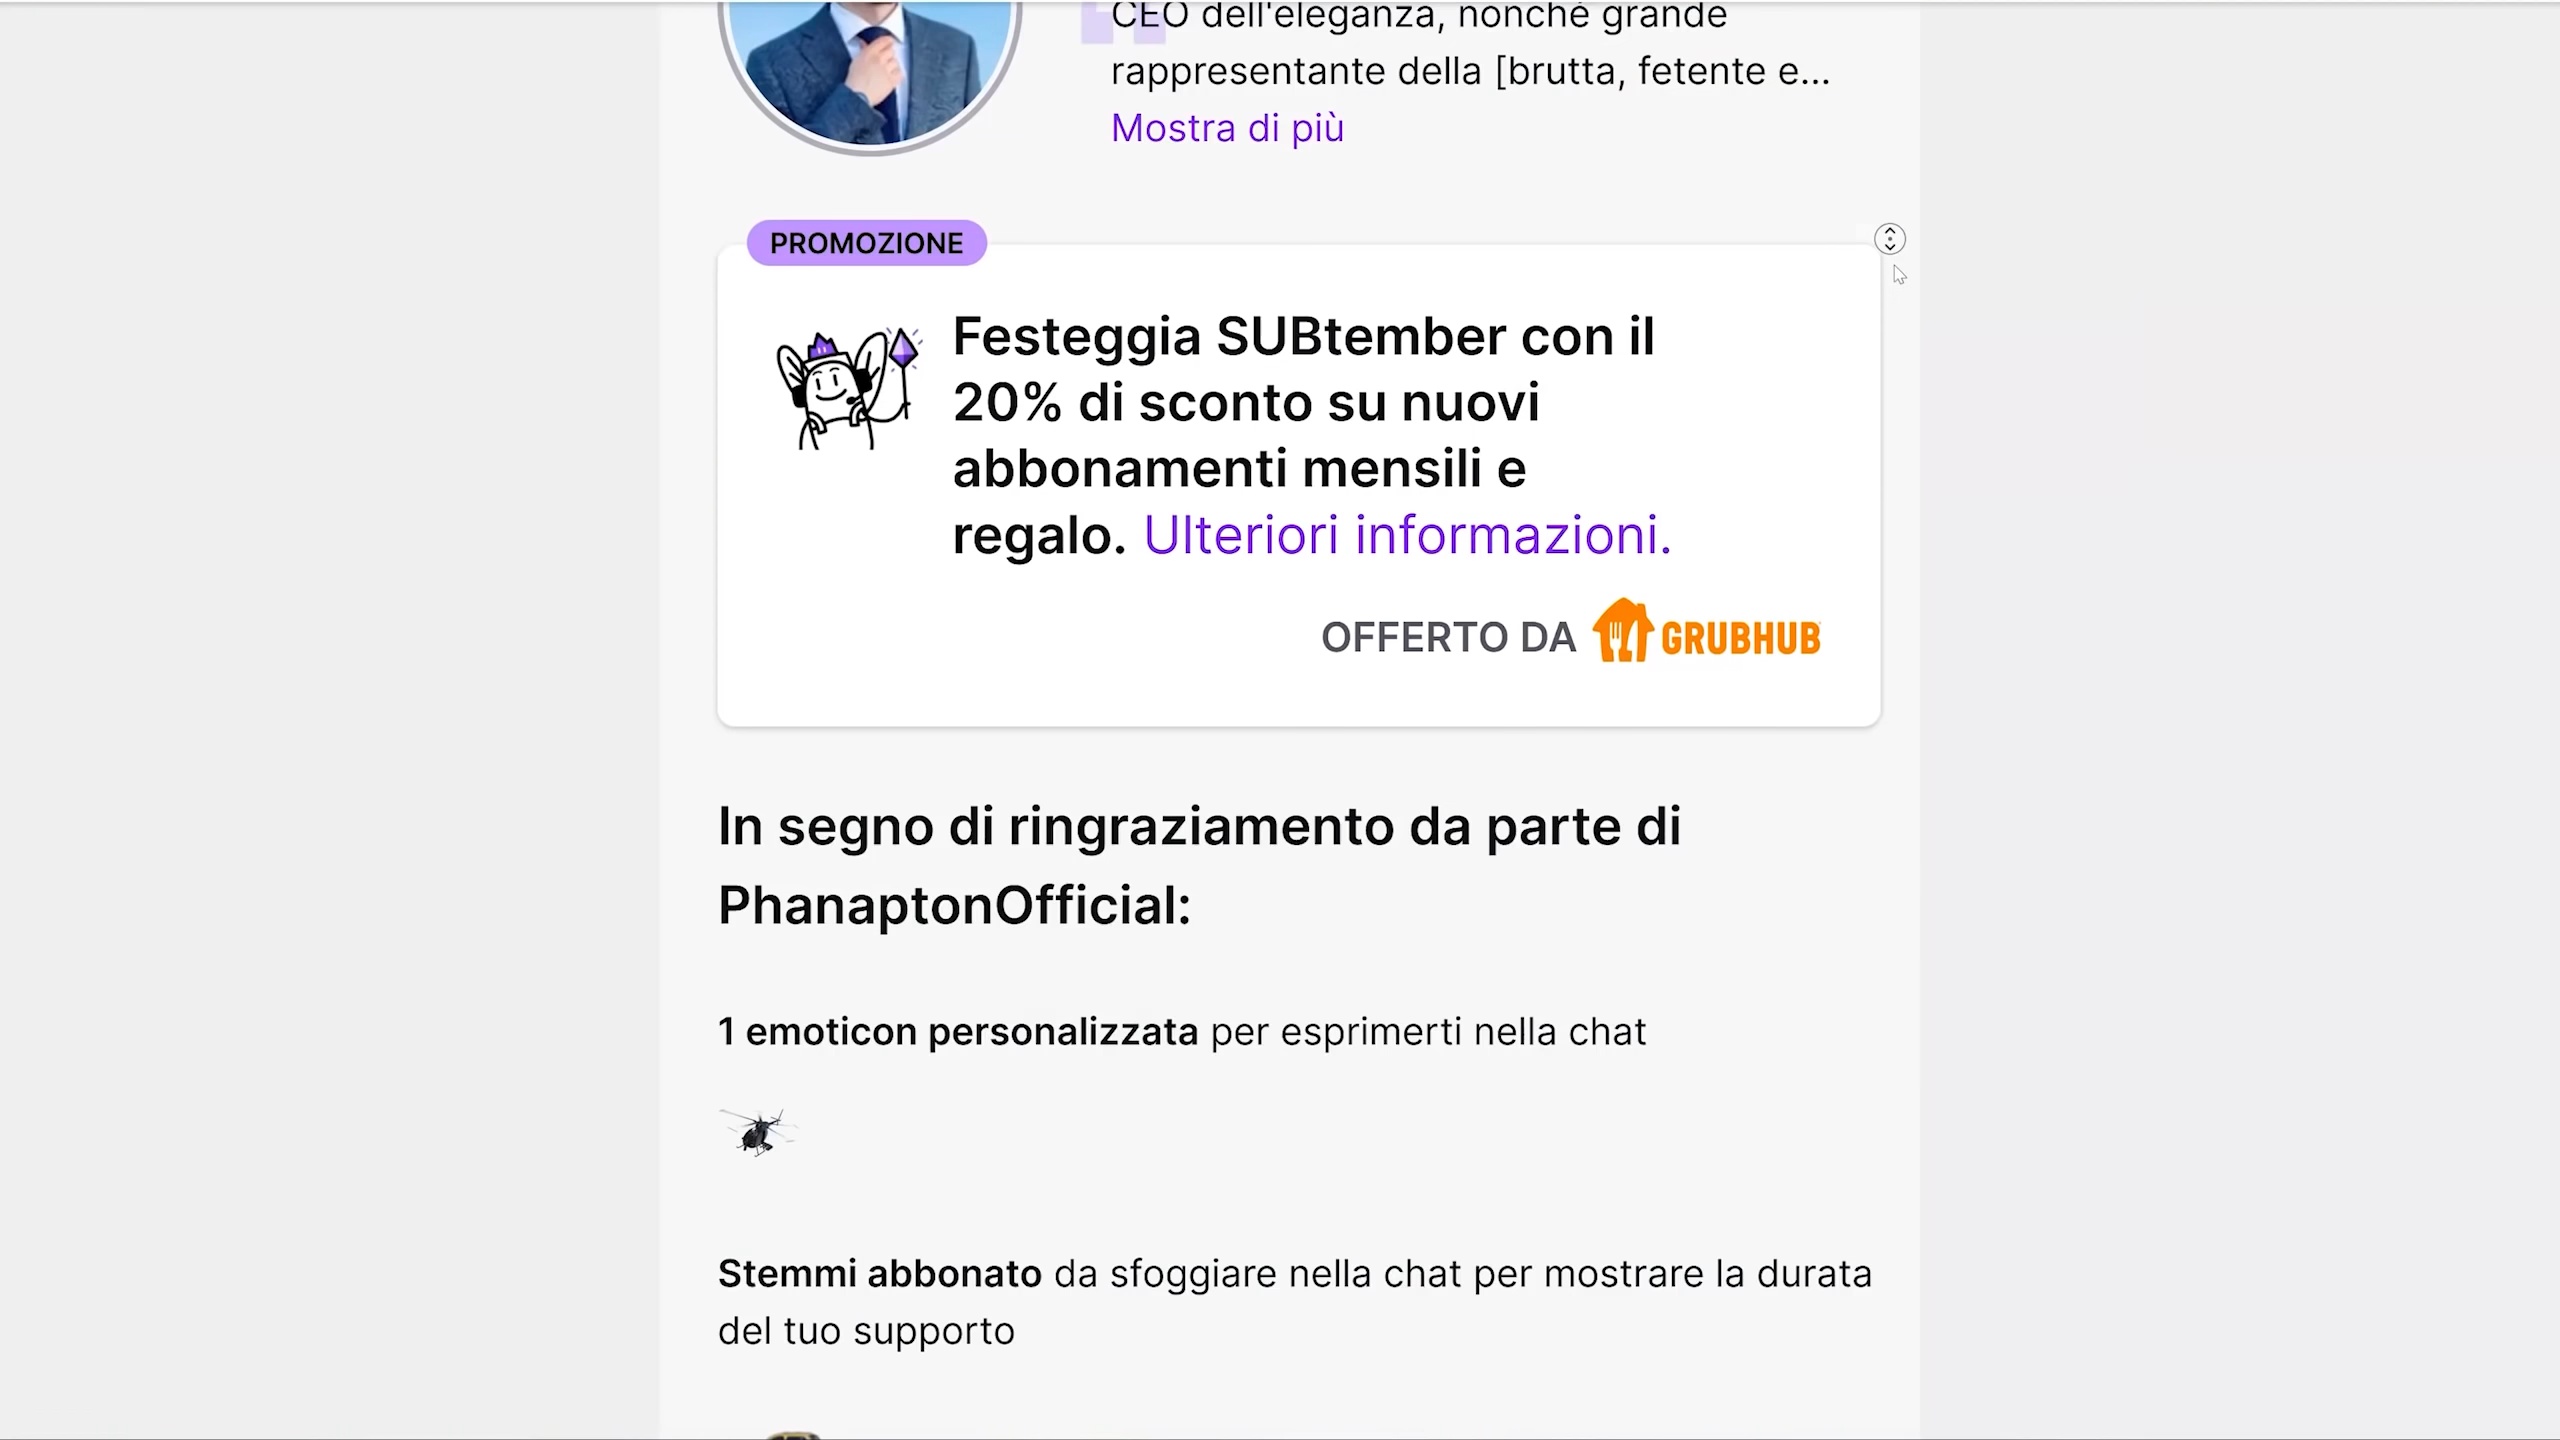 CEO dell'eleganza, nonché grande
rappresentante della [brutta, fetente e...
Mostra di più
PROMOZIONE
Festeggia SUBtember con il
20% di sconto su nuovi
abbonamenti mensili e
regalo. Ulteriori informazioni.
OFFERTO DA GRUBHUB
In segno di ringraziamento da parte di
PhanaptonOfficial:
1 emoticon personalizzata per esprimerti nella chat
Stemmi abbonato da sfoggiare nella chat per mostrare la durata
del tuo supporto